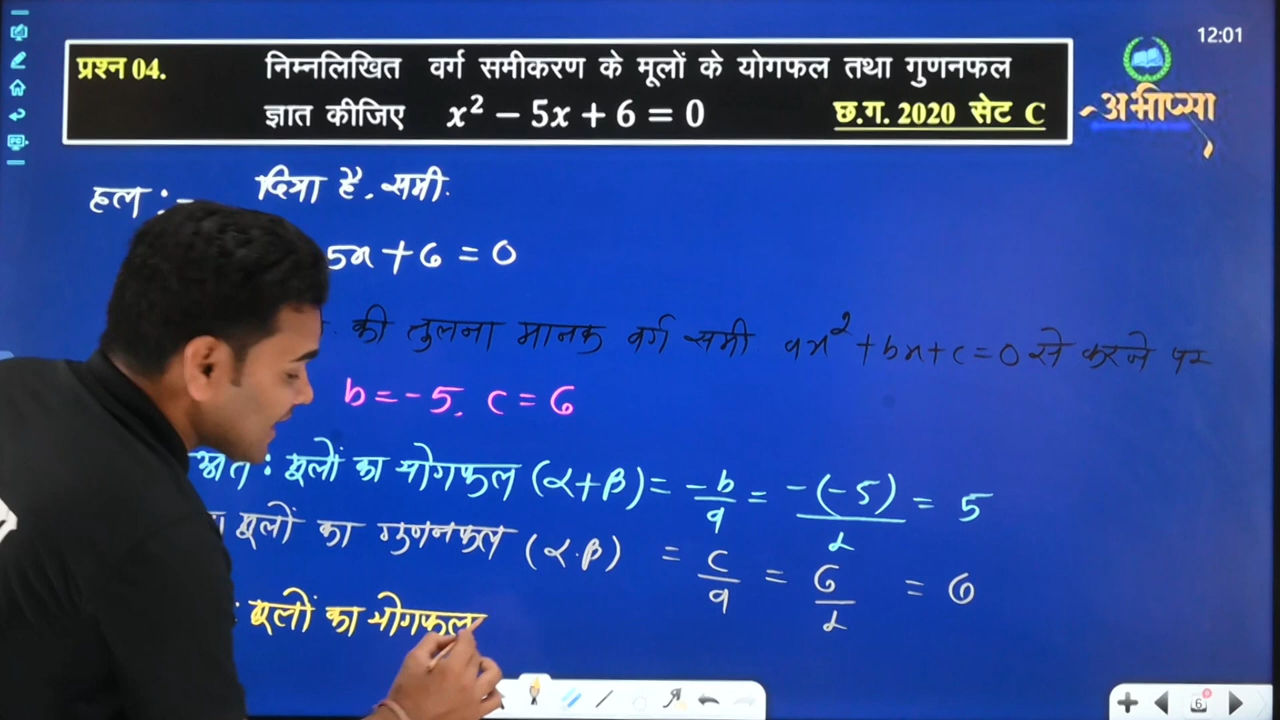 12:01
प्रश्न 04. निम्नलिखित वर्ग समीकरण के मूलों के योगफल तथा गुणनफल
ज्ञात कीजिए x² − 5x + 6 = 0 छ.ग. 2020 सेट C
अभीप्सा
हल :- दिया है. समी.
5x + 6 = 0
की तुलना मानक वर्ग समी ax² + bx + c = 0 से करने पर
b = -5, c = 6
अत: मूलों का योगफल (α+β) = -b/a = -(-5)/1 = 5
मूलों का गुणनफल (α.β) = c/a = 6/1 = 6
: मूलों का योगफल
6